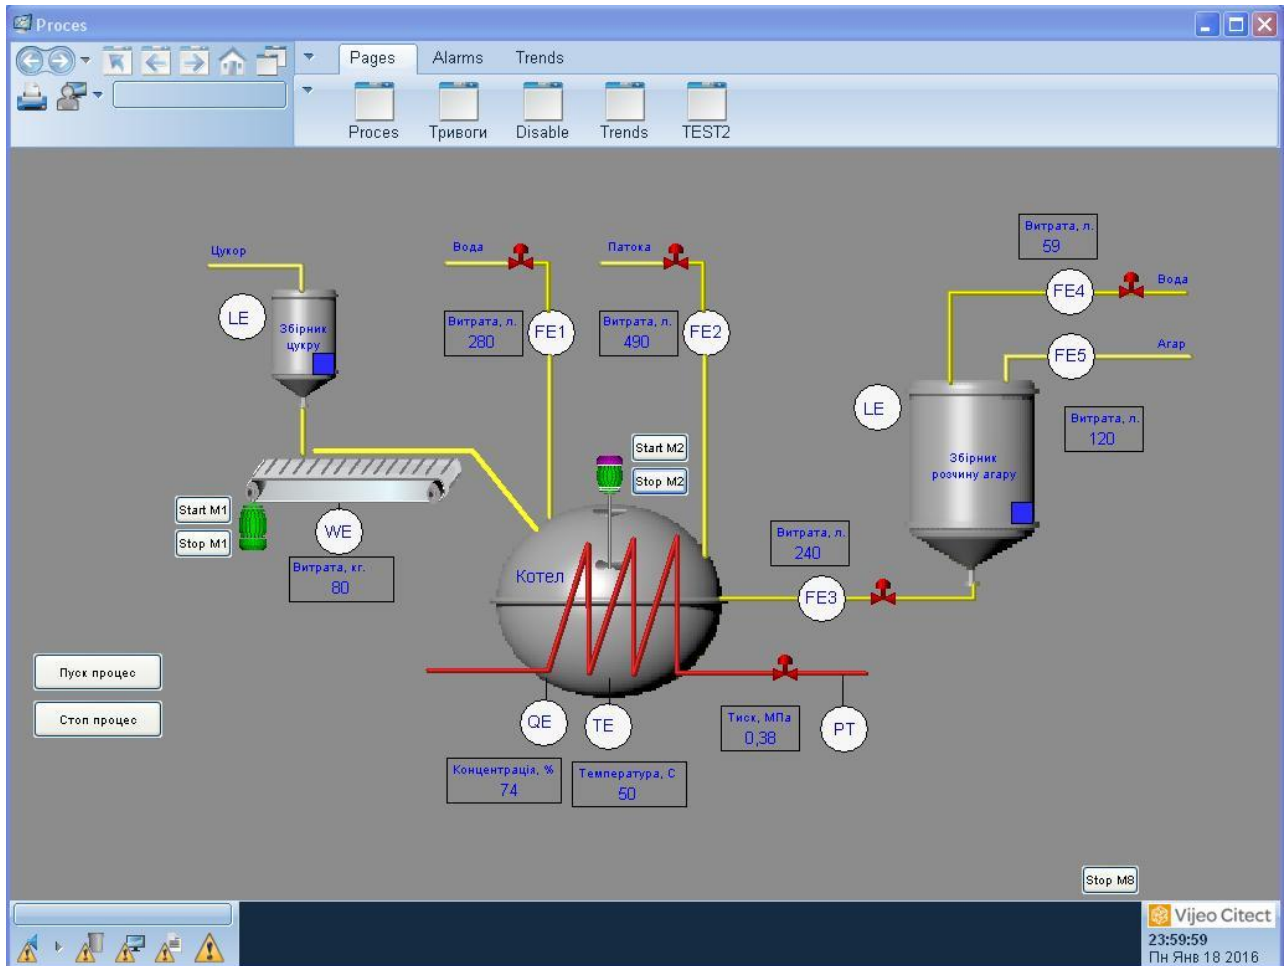 Proces
Pages Alarms Trends
Proces Тривоги Disable Trends TEST2
Витрата, л.
59
Цукор
Вода
Патока
FE4
Вода
LE
Збірник
цукру
Витрата, л.
280
FE1
Витрата, л.
490
FE2
FE5
Агар
LE
Витрата, л.
120
Start M2
Stop M2
Збірник
розчину агару
Start M1
Stop M1
WE
Витрата, кг.
80
Котел
Витрата, л.
240
FE3
Пуск процес
Стоп процес
QE
TE
Тиск, МПа
0,38
PT
Концентрація, %
74
Температура, С
50
Stop M8
Vijeo Citect
23:59:59
Пн Янв 18 2016